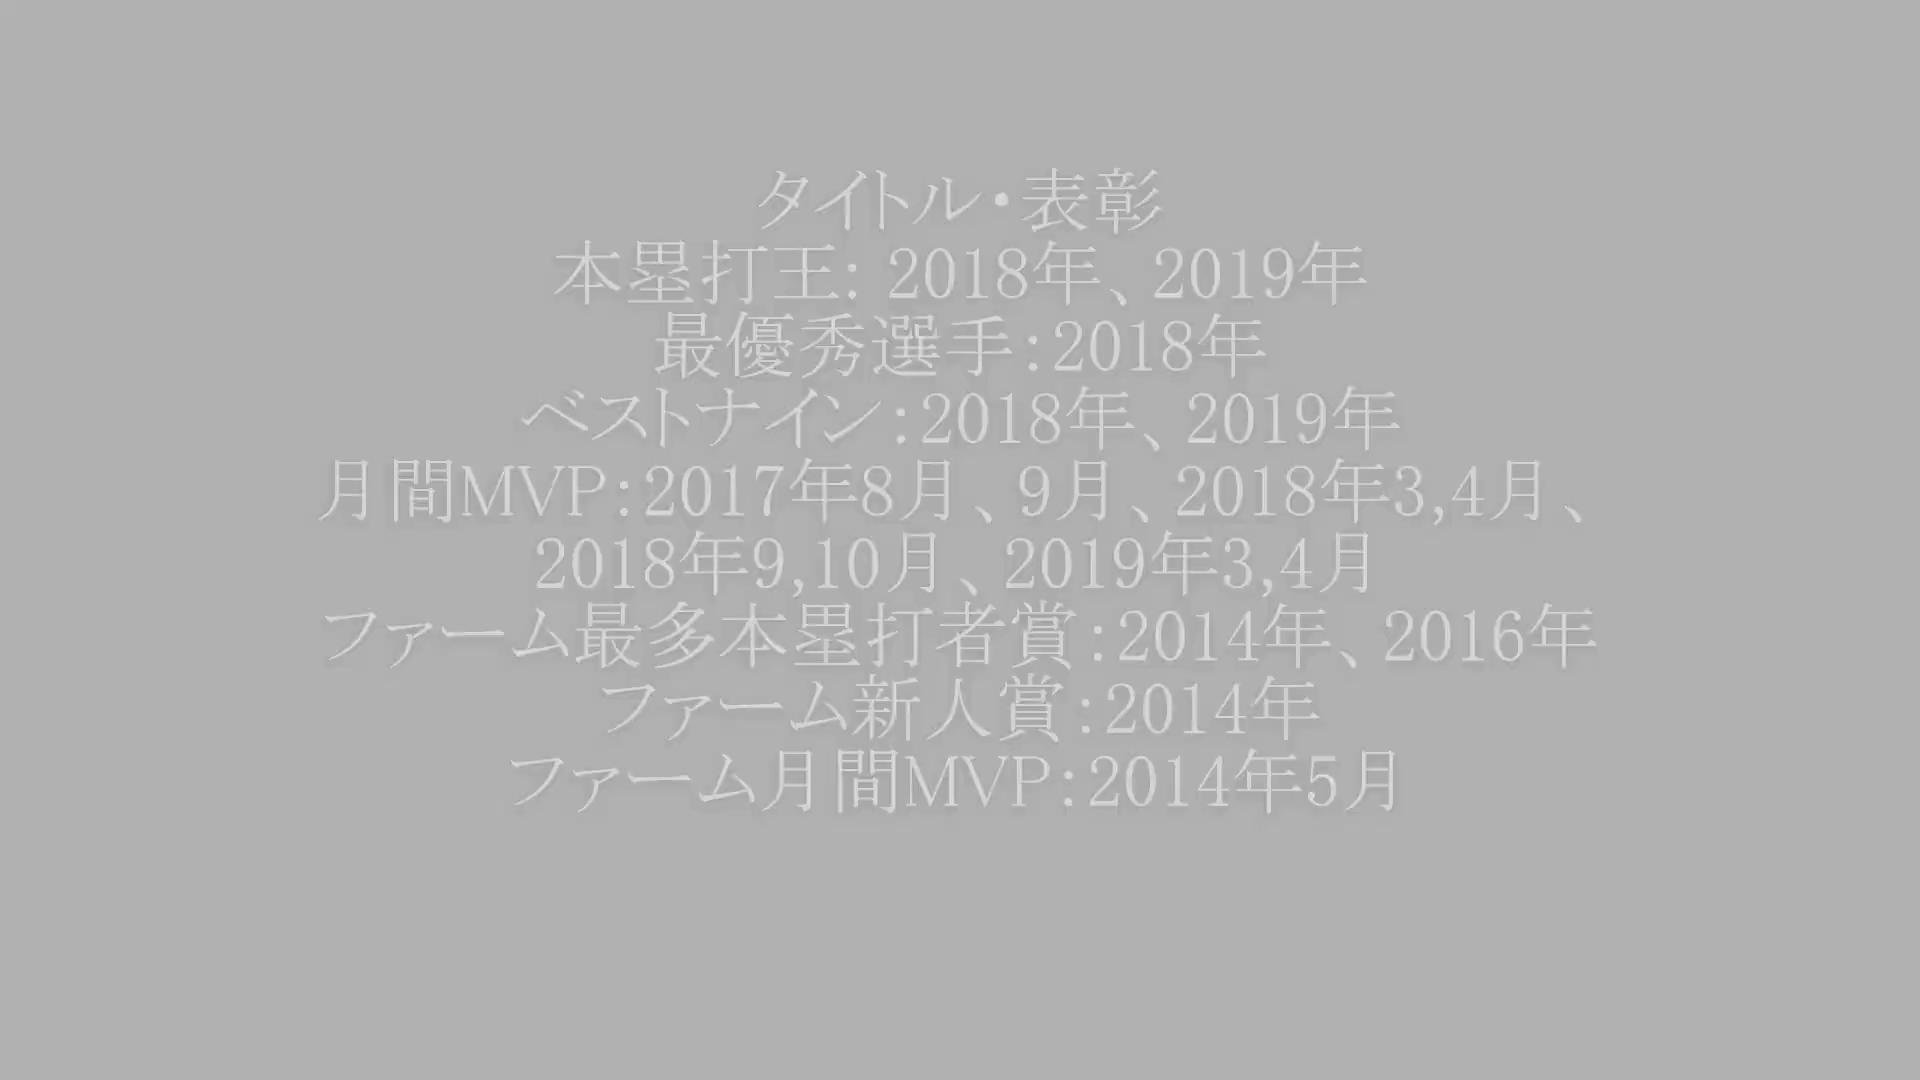 タイトル・表彰
本塁打王: 2018年、2019年
最優秀選手:2018年
ベストナイン:2018年、2019年
月間MVP:2017年8月、9月、2018年3,4月、
2018年9,10月、2019年3,4月
ファーム最多本塁打者賞:2014年、2016年
ファーム新人賞:2014年
ファーム月間MVP:2014年5月